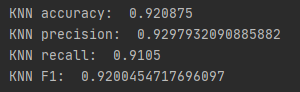 KNN accuracy:  0.920875
KNN precision:  0.9297932090885882
KNN recall:  0.9105
KNN F1:  0.9200454717696097